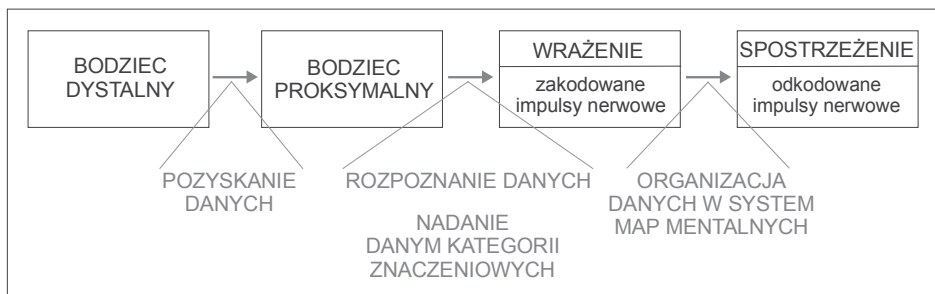 BODZIEC
DYSTALNY
BODZIEC
PROKSYMALNY
WRAŻENIE
zakodowane
impulsy nerwowe
SPOSTRZEŻENIE
odkodowane
impulsy nerwowe
POZYSKANIE
DANYCH
ROZPOZNANIE DANYCH
NADANIE
DANYM KATEGORII
ZNACZENIOWYCH
ORGANIZACJA
DANYCH W SYSTEM
MAP MENTALNYCH